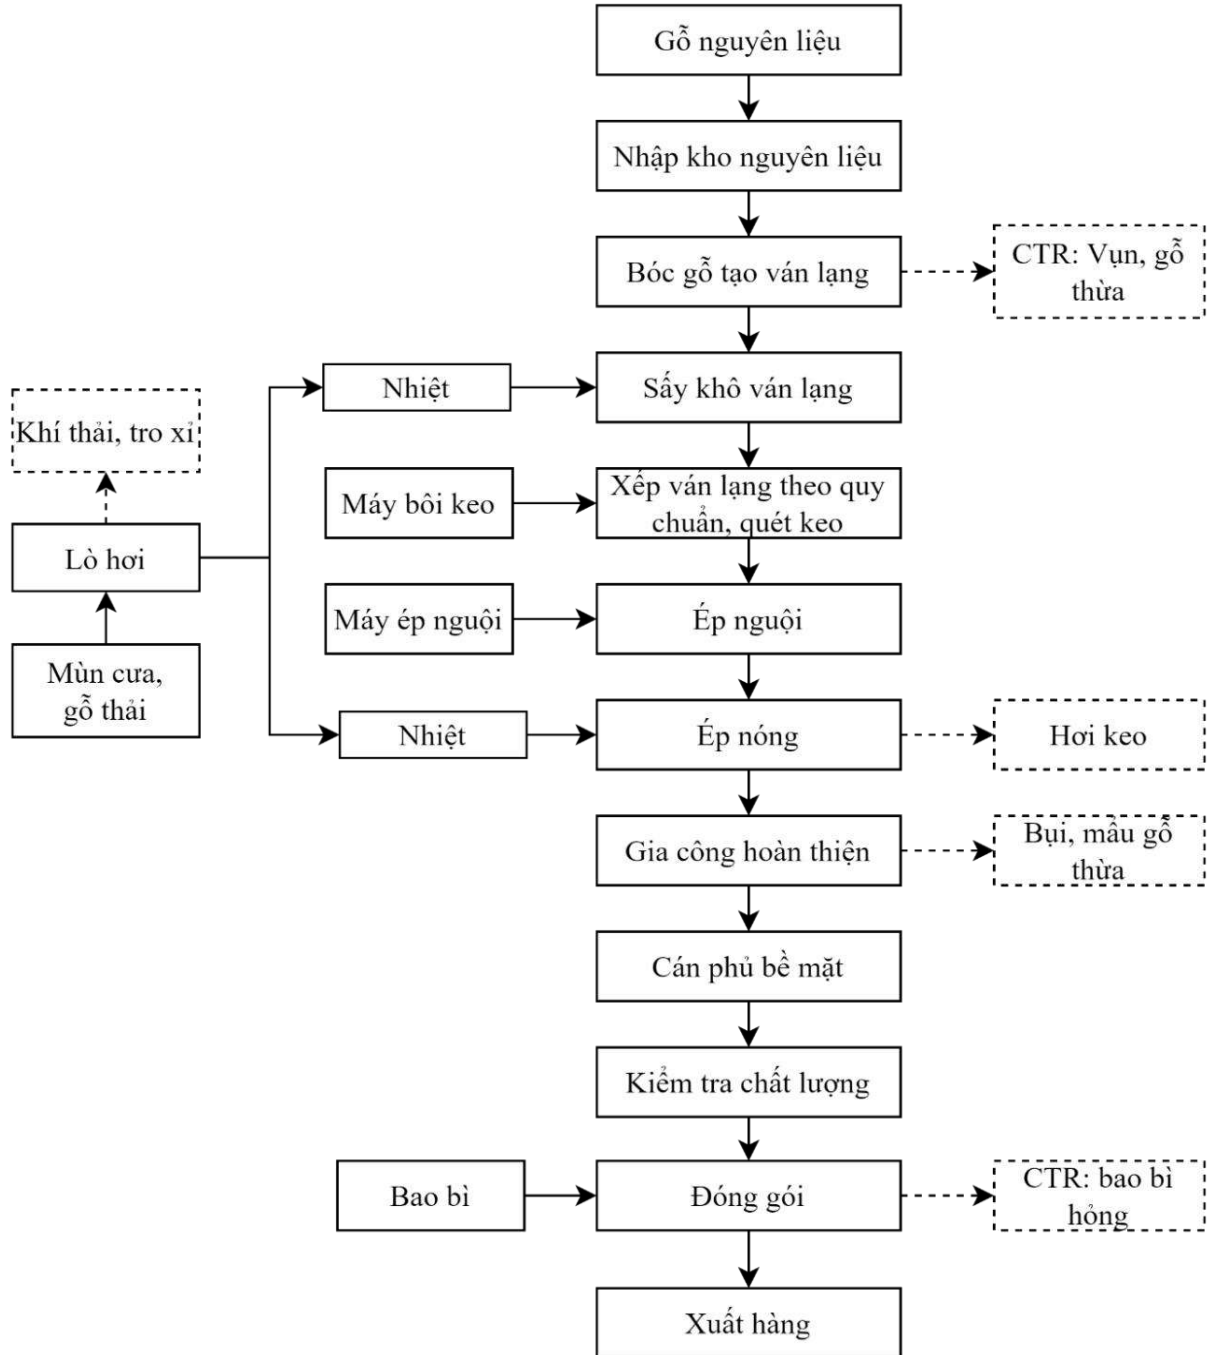 Gỗ nguyên liệu
Nhập kho nguyên liệu
Bóc gỗ tạo ván lạng
CTR: Vụn, gỗ
thừa
Nhiệt
Sấy khô ván lạng
Khí thải, tro xỉ
Máy bôi keo
Xếp ván lạng theo quy
chuẩn, quét keo
Lò hơi
Máy ép nguội
Ép nguội
Mùn cưa,
gỗ thải
Nhiệt
Ép nóng
Hơi keo
Gia công hoàn thiện
Bụi, mẩu gỗ
thừa
Cán phủ bề mặt
Kiểm tra chất lượng
Bao bì
Đóng gói
CTR: bao bì
hỏng
Xuất hàng